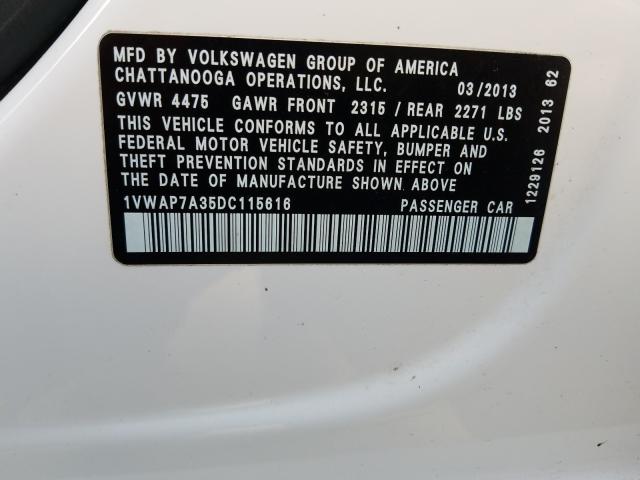 MFD BY VOLKSWAGEN GROUP OF AMERICA
CHATTANOOGA OPERATIONS, LLC. 03/2013
GVWR 4475 GAWR FRONT 2315 / REAR 2271 LBS
THIS VEHICLE CONFORMS TO ALL APPLICABLE U.S.
FEDERAL MOTOR VEHICLE SAFETY, BUMPER AND
THEFT PREVENTION STANDARDS IN EFFECT ON
THE DATE OF MANUFACTURE SHOWN ABOVE
1VWAP7A35DC115616 PASSENGER CAR
1229126 2013 62